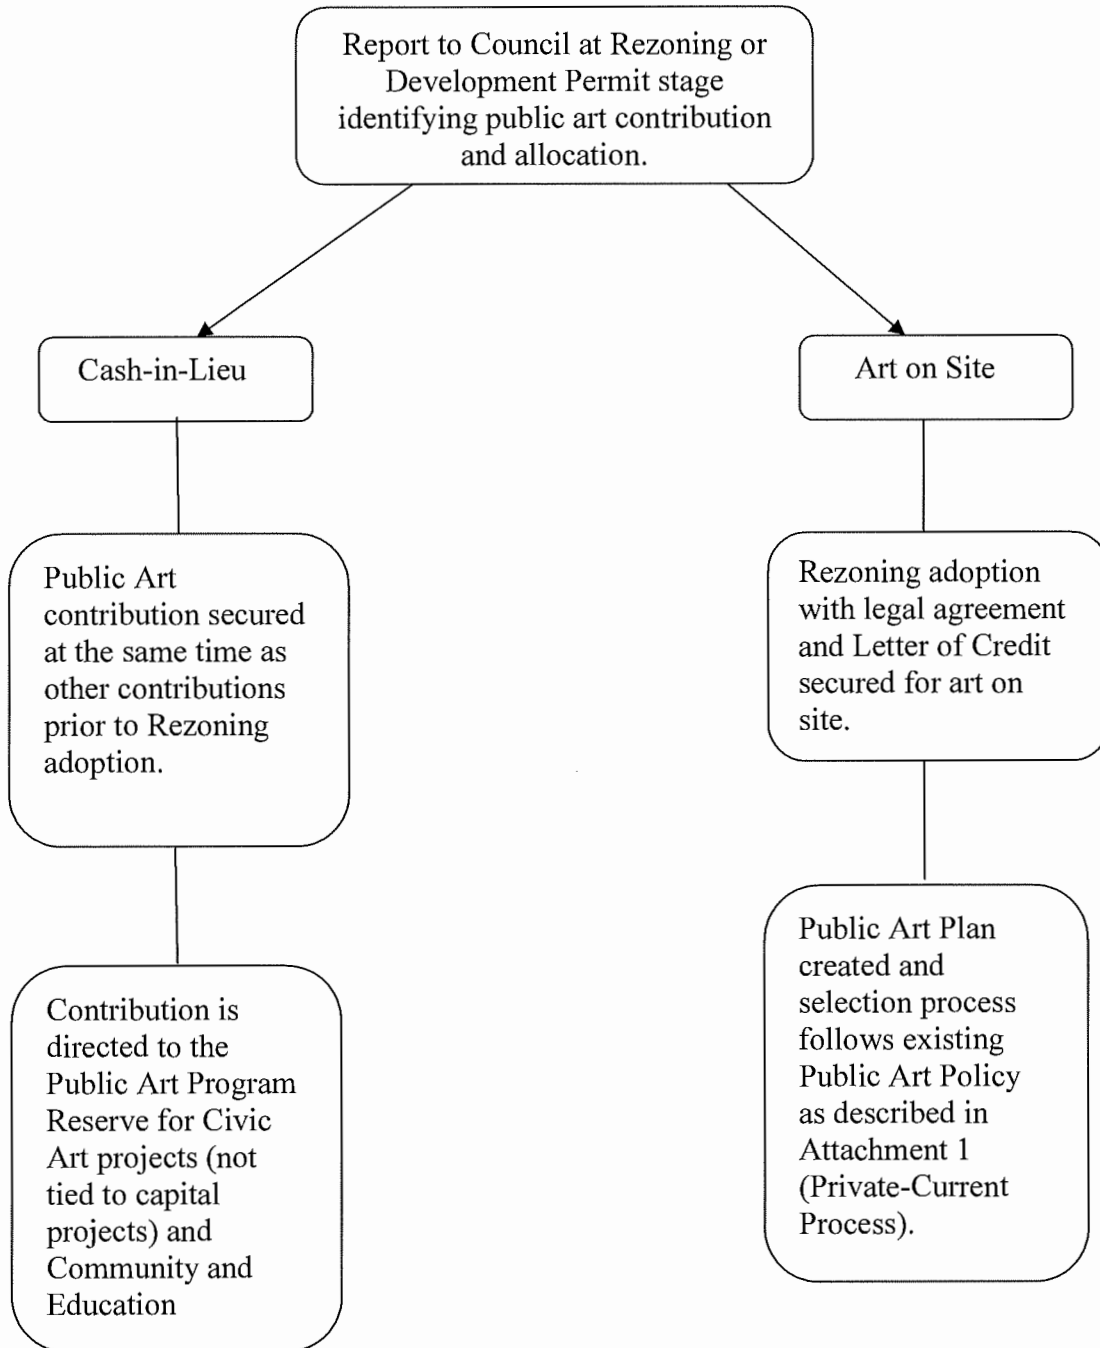 Report to Council at Rezoning or
Development Permit stage
identifying public art contribution
and allocation.
Cash-in-Lieu
Art on Site
Public Art
contribution secured
at the same time as
other contributions
prior to Rezoning
adoption.
Rezoning adoption
with legal agreement
and Letter of Credit
secured for art on
site.
Contribution is
directed to the
Public Art Program
Reserve for Civic
Art projects (not
tied to capital
projects) and
Community and
Education
Public Art Plan
created and
selection process
follows existing
Public Art Policy
as described in
Attachment 1
(Private-Current
Process).